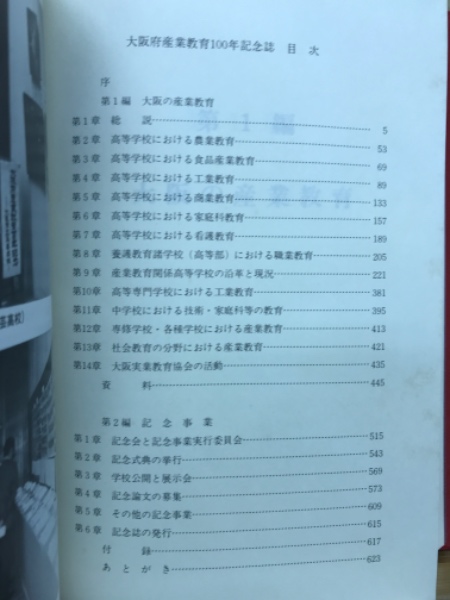 大阪府産業教育100年記念誌 目次
序
第1編 大阪の産業教育
第1章 総説 5
第2章 高等学校における農業教育 53
第3章 高等学校における食品産業教育 69
第4章 高等学校における工業教育 89
第5章 高等学校における商業教育 133
第6章 高等学校における家庭科教育 157
第7章 高等学校における看護教育 189
第8章 養護教育諸学校(高等部)における職業教育 205
第9章 産業教育関係高等学校の沿革と現況 221
第10章 高等専門学校における工業教育 381
第11章 中学校における技術・家庭科等の教育 395
第12章 専修学校・各種学校における産業教育 413
第13章 社会教育の分野における産業教育 421
第14章 大阪実業教育協会の活動 435
資料 445
第2編 記念事業
第1章 記念会と記念事業実行委員会 515
第2章 記念式典の挙行 543
第3章 学校公開と展示会 569
第4章 記念論文の募集 573
第5章 その他の記念事業 609
第6章 記念誌の発行 615
付録 617
あとがき 623